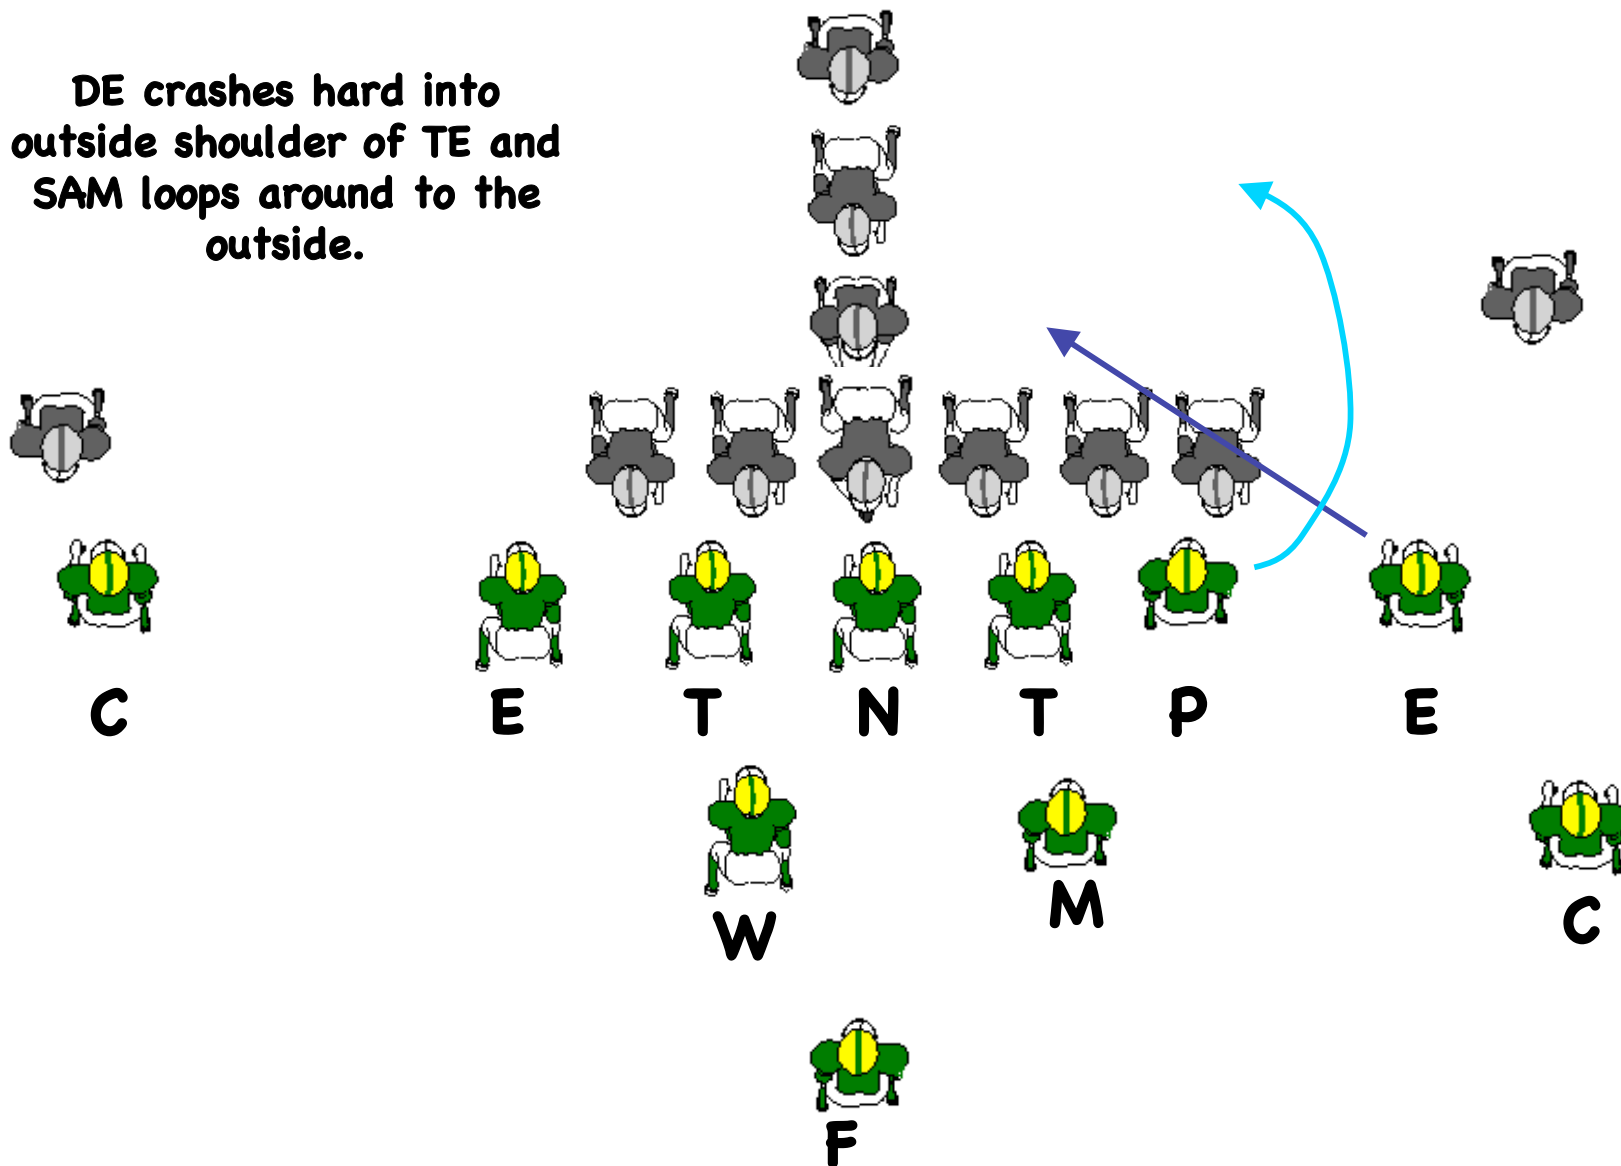 DE crashes hard into
outside shoulder of TE and
SAM loops around to the
outside.
C E T N T P E
W M C
F